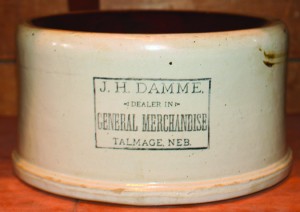 J. H. DAMME.
DEALER IN
GENERAL MERCHANDISE
TALMAGE, NEB.